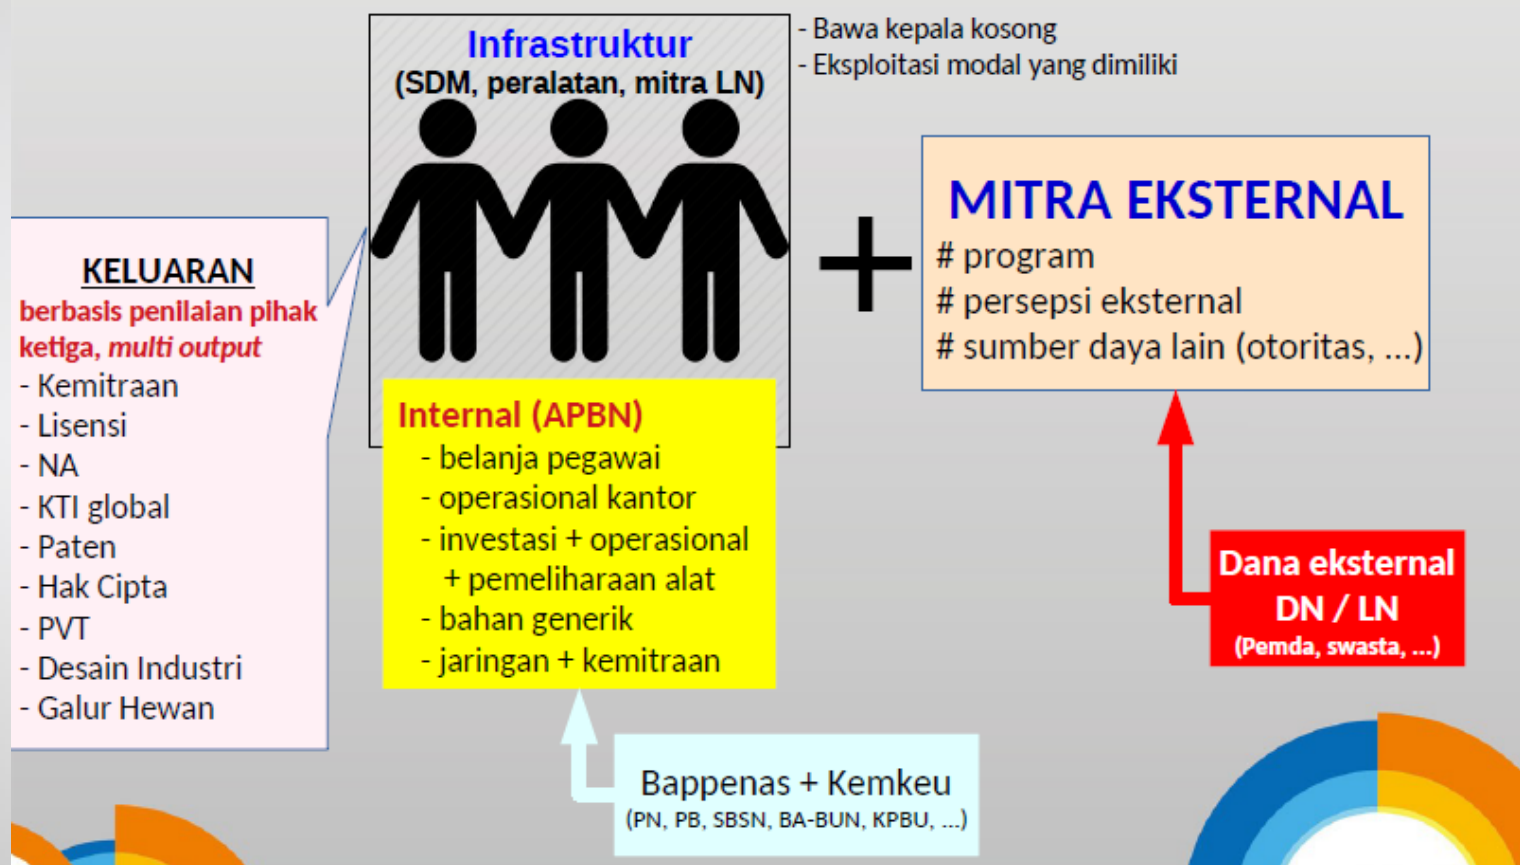 Infrastruktur
(SDM, peralatan, mitra LN)
- Bawa kepala kosong
- Eksploitasi modal yang dimiliki
KELUARAN
berbasis penilaian pihak
ketiga, multi output
- Kemitraan
- Lisensi
- NA
- KTI global
- Paten
- Hak Cipta
- PVT
- Desain Industri
- Galur Hewan
Internal (APBN)
- belanja pegawai
- operasional kantor
- investasi + operasional
+ pemeliharaan alat
- bahan generik
- jaringan + kemitraan
+
MITRA EKSTERNAL
# program
# persepsi eksternal
# sumber daya lain (otoritas, ...)
Dana eksternal
DN / LN
(Pemda, swasta, ...)
Bappenas + Kemkeu
(PN, PB, SBSN, BA-BUN, KPBU, ...)